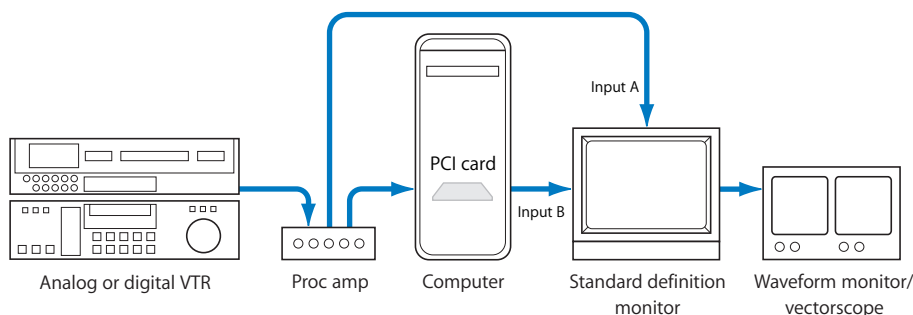 Input A
PCI card
Input B
Analog or digital VTR
Proc amp
Computer
Standard definition
monitor
Waveform monitor/
vectorscope